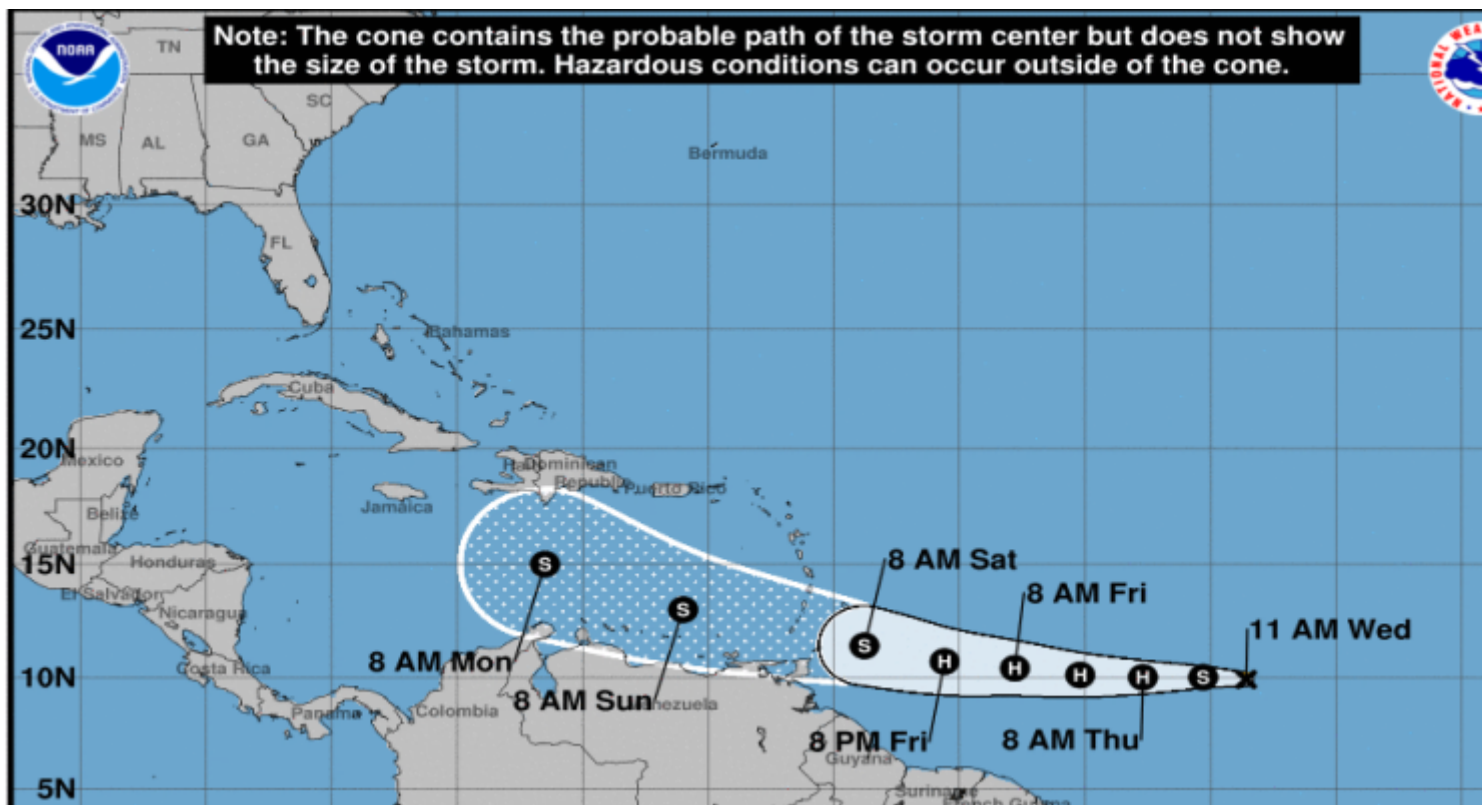 Note: The cone contains the probable path of the storm center but does not show
the size of the storm. Hazardous conditions can occur outside of the cone.
NOAA
TN
SC
MS
AL
GA
Bermuda
30N
FL
25N
Bahamas
Cuba
20N
Mexico
Dominican
Republic
Puerto Rico
Jamaica
Belize
Guatemala
15N
Honduras
El Salvador
Nicaragua
S
S
8 AM Sat
8 AM Fri
11 AM Wed
S
H
H
H
H
S
8 AM Mon
8 AM Sun
8 PM Fri
8 AM Thu
Costa Rica
10N
Panama
Colombia
Venezuela
Guyana
Suriname
French Guiana
5N